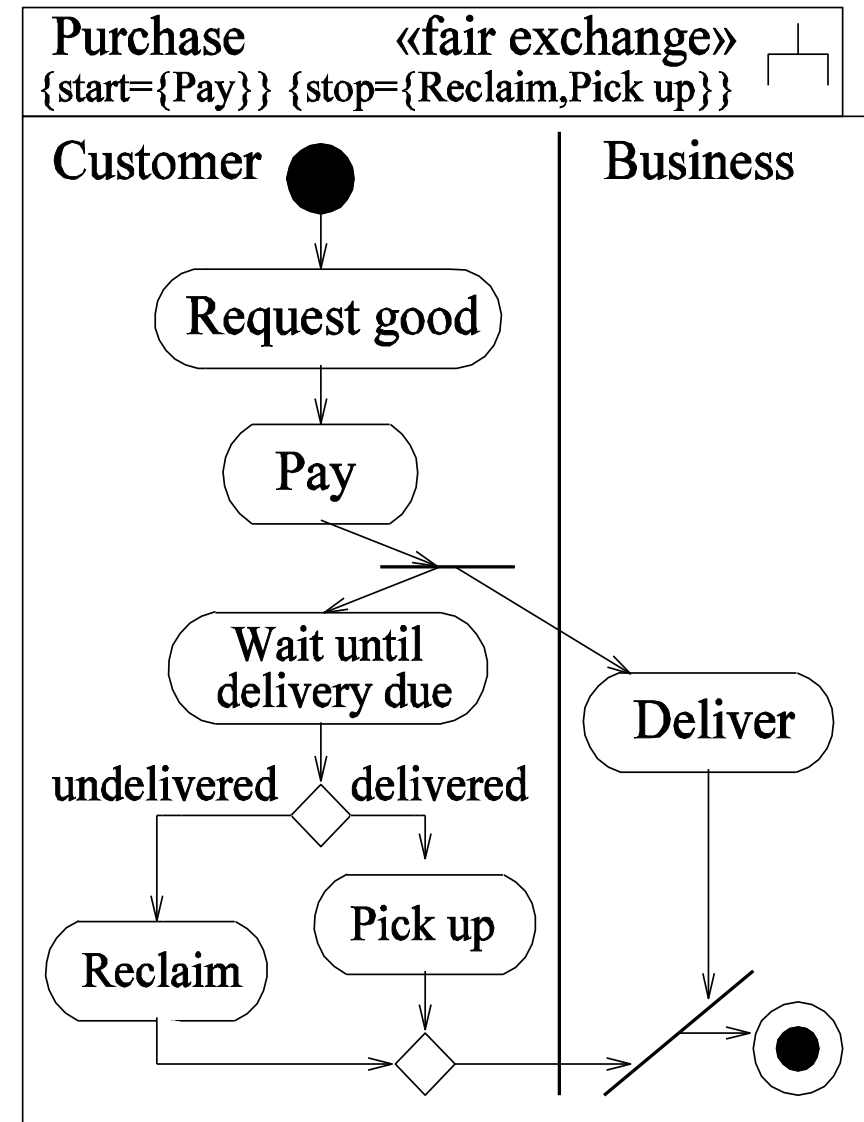 Purchase «fair exchange»
{start={Pay}} {stop={Reclaim,Pick up}}
Customer
Business
Request good
Pay
Wait until
delivery due
Deliver
undelivered
delivered
Pick up
Reclaim